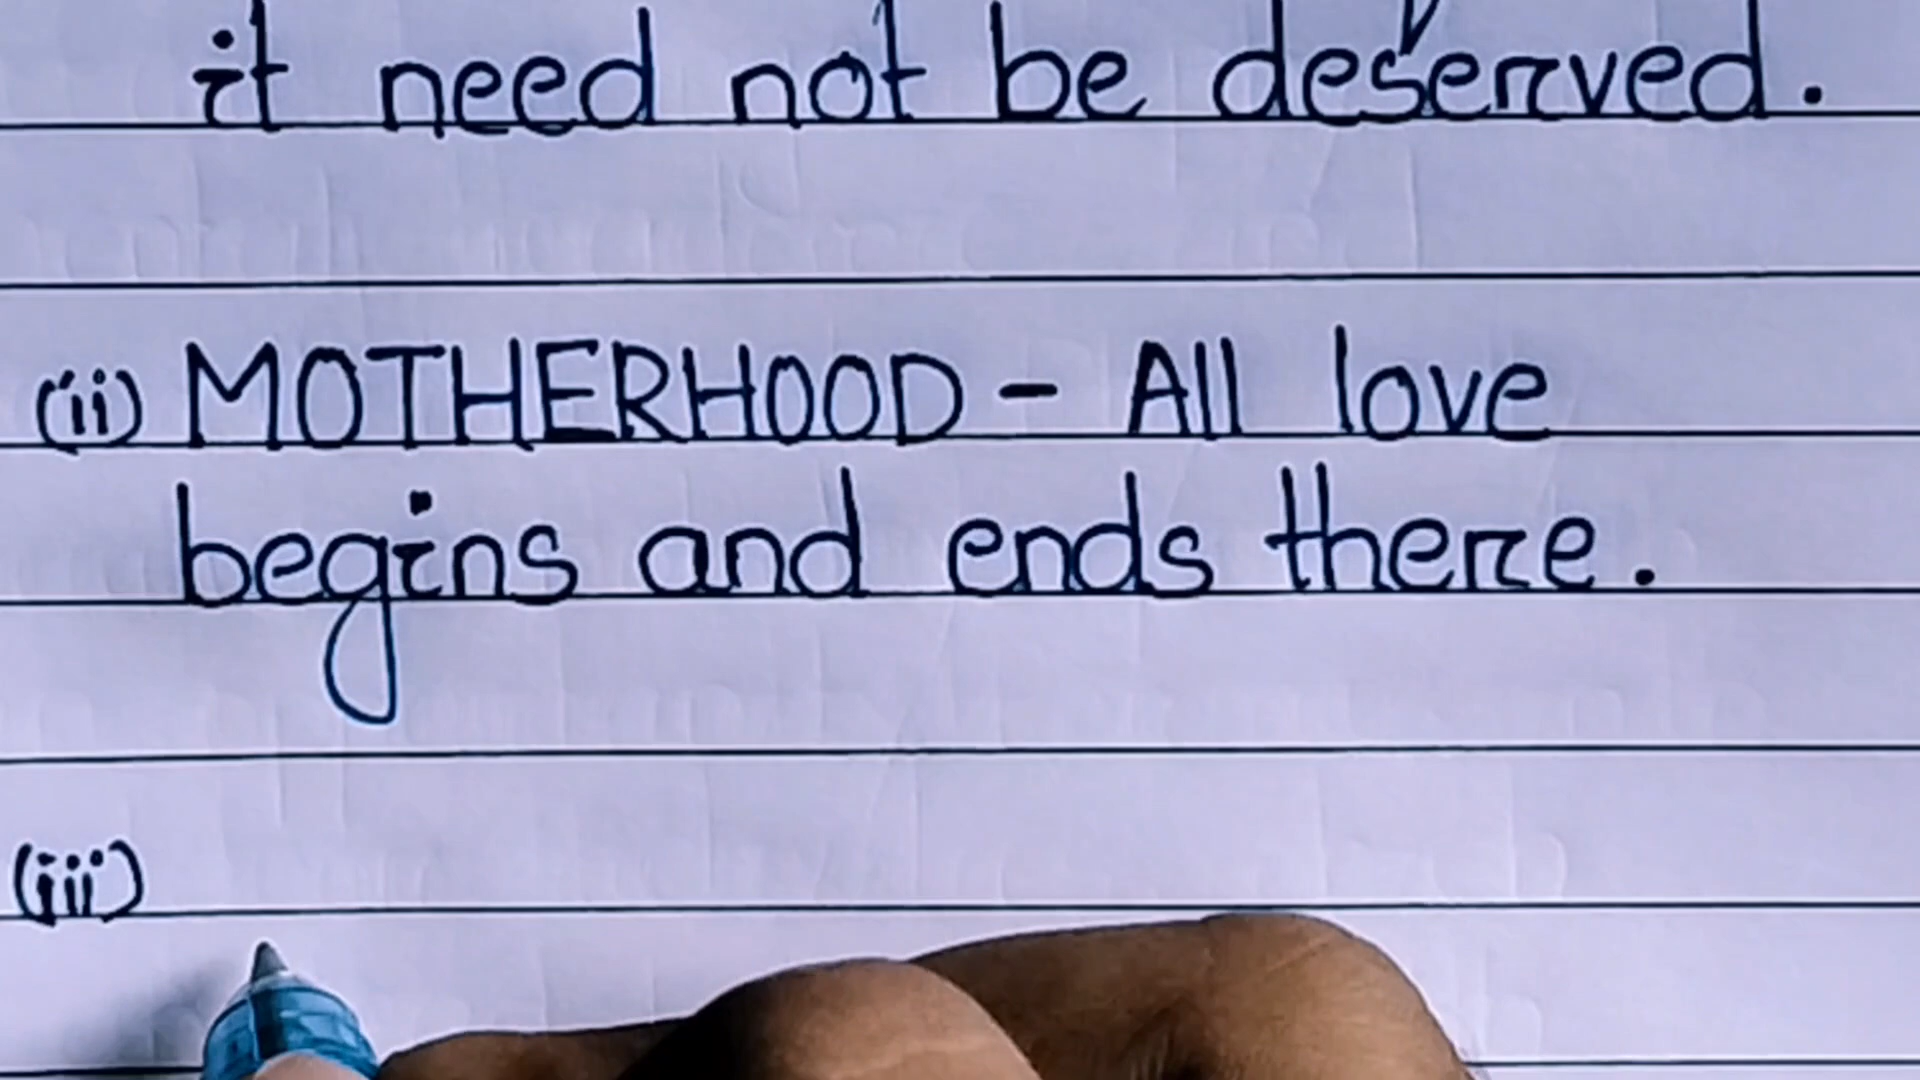 it need not be deserved.
(ii) MOTHERHOOD - All love
begins and ends there.
(iii)